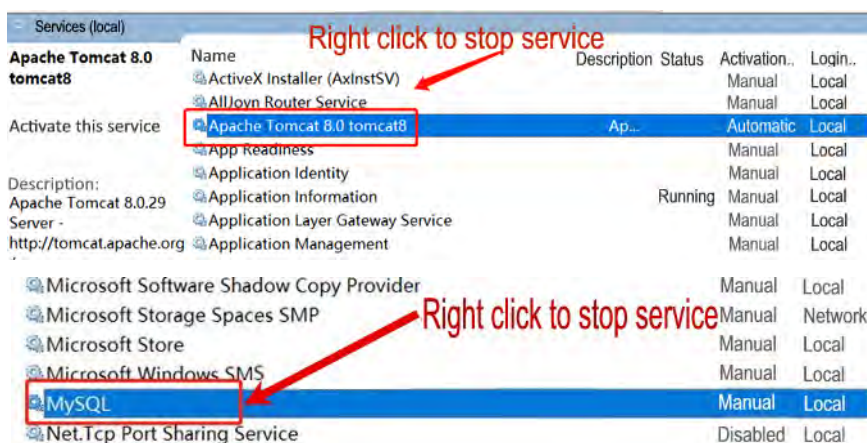 Services (local)
Right click to stop service
Apache Tomcat 8.0 tomcat8
Activate this service
Description:
Apache Tomcat 8.0.29 Server -
http://tomcat.apache.org
Name Description Status Activation.. Login..
ActiveX Installer (AxInstSV) Manual Local
AllJoyn Router Service Manual Local
Apache Tomcat 8.0 tomcat8 Ap... Automatic Local
App Readiness Manual Local
Application Identity Manual Local
Application Information Running Manual Local
Application Layer Gateway Service Manual Local
Application Management Manual Local
Microsoft Software Shadow Copy Provider Manual Local
Microsoft Storage Spaces SMP Manual Network
Right click to stop service
Microsoft Store Manual Local
Microsoft Windows SMS Manual Local
MySQL Manual Local
Net.Tcp Port Sharing Service Disabled Local